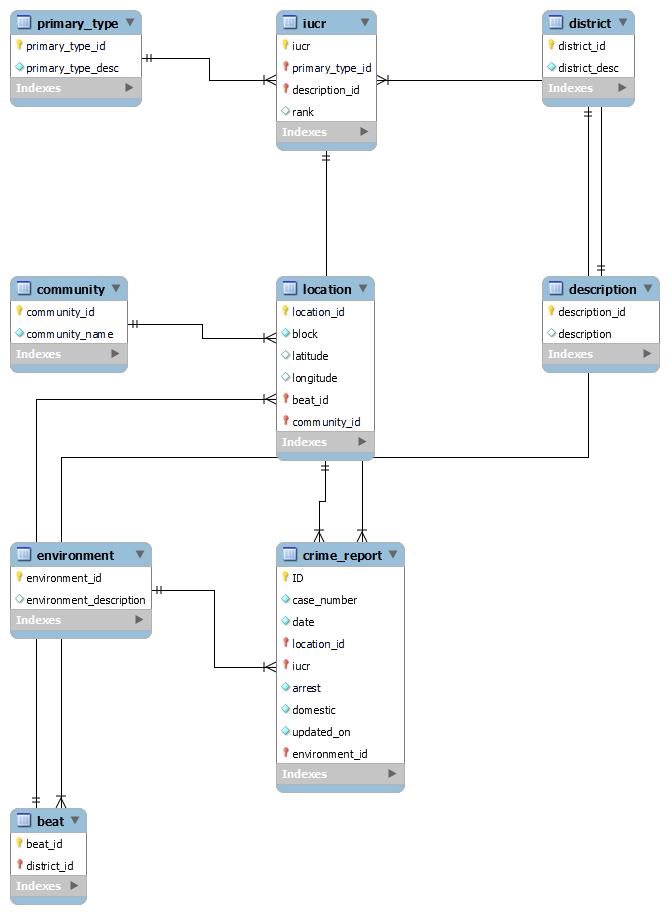 primary_type
primary_type_id
primary_type_desc
Indexes
iucr
iucr
primary_type_id
description_id
rank
Indexes
district
district_id
district_desc
Indexes
community
community_id
community_name
Indexes
location
location_id
block
latitude
longitude
beat_id
community_id
Indexes
description
description_id
description
Indexes
environment
environment_id
environment_description
Indexes
crime_report
ID
case_number
date
location_id
iucr
arrest
domestic
updated_on
environment_id
Indexes
beat
beat_id
district_id
Indexes